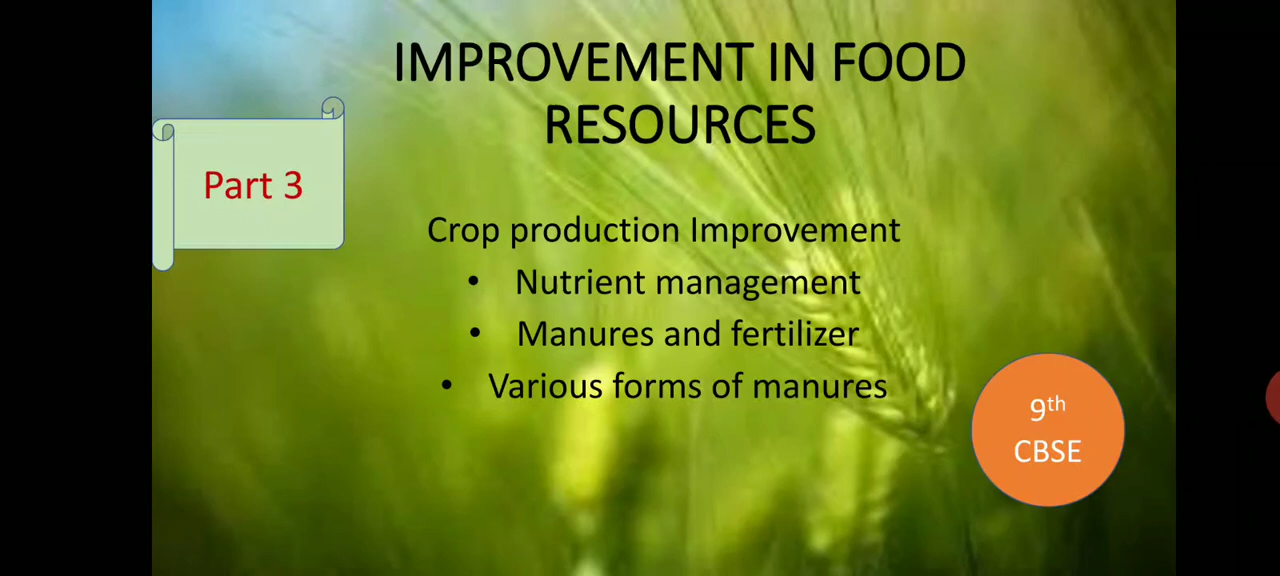 IMPROVEMENT IN FOOD
RESOURCES
Part 3
Crop production Improvement
• Nutrient management
• Manures and fertilizer
• Various forms of manures
9th
CBSE